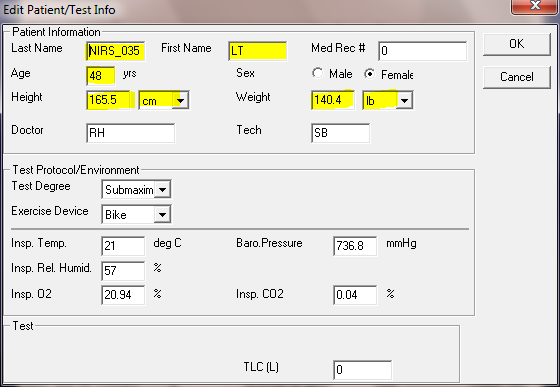 Edit Patient/Test Info
Patient Information
Last Name NIRS_035 First Name LT Med Rec # 0 OK
Age 48 yrs Sex Male Female Cancel
Height 165.5 cm Weight 140.4 lb
Doctor RH Tech SB
Test Protocol/Environment
Test Degree Submaxim
Exercise Device Bike
Insp. Temp. 21 deg C Baro.Pressure 736.8 mmHg
Insp. Rel. Humid. 57 %
Insp. O2 20.94 % Insp. CO2 0.04 %
Test
TLC (L) 0